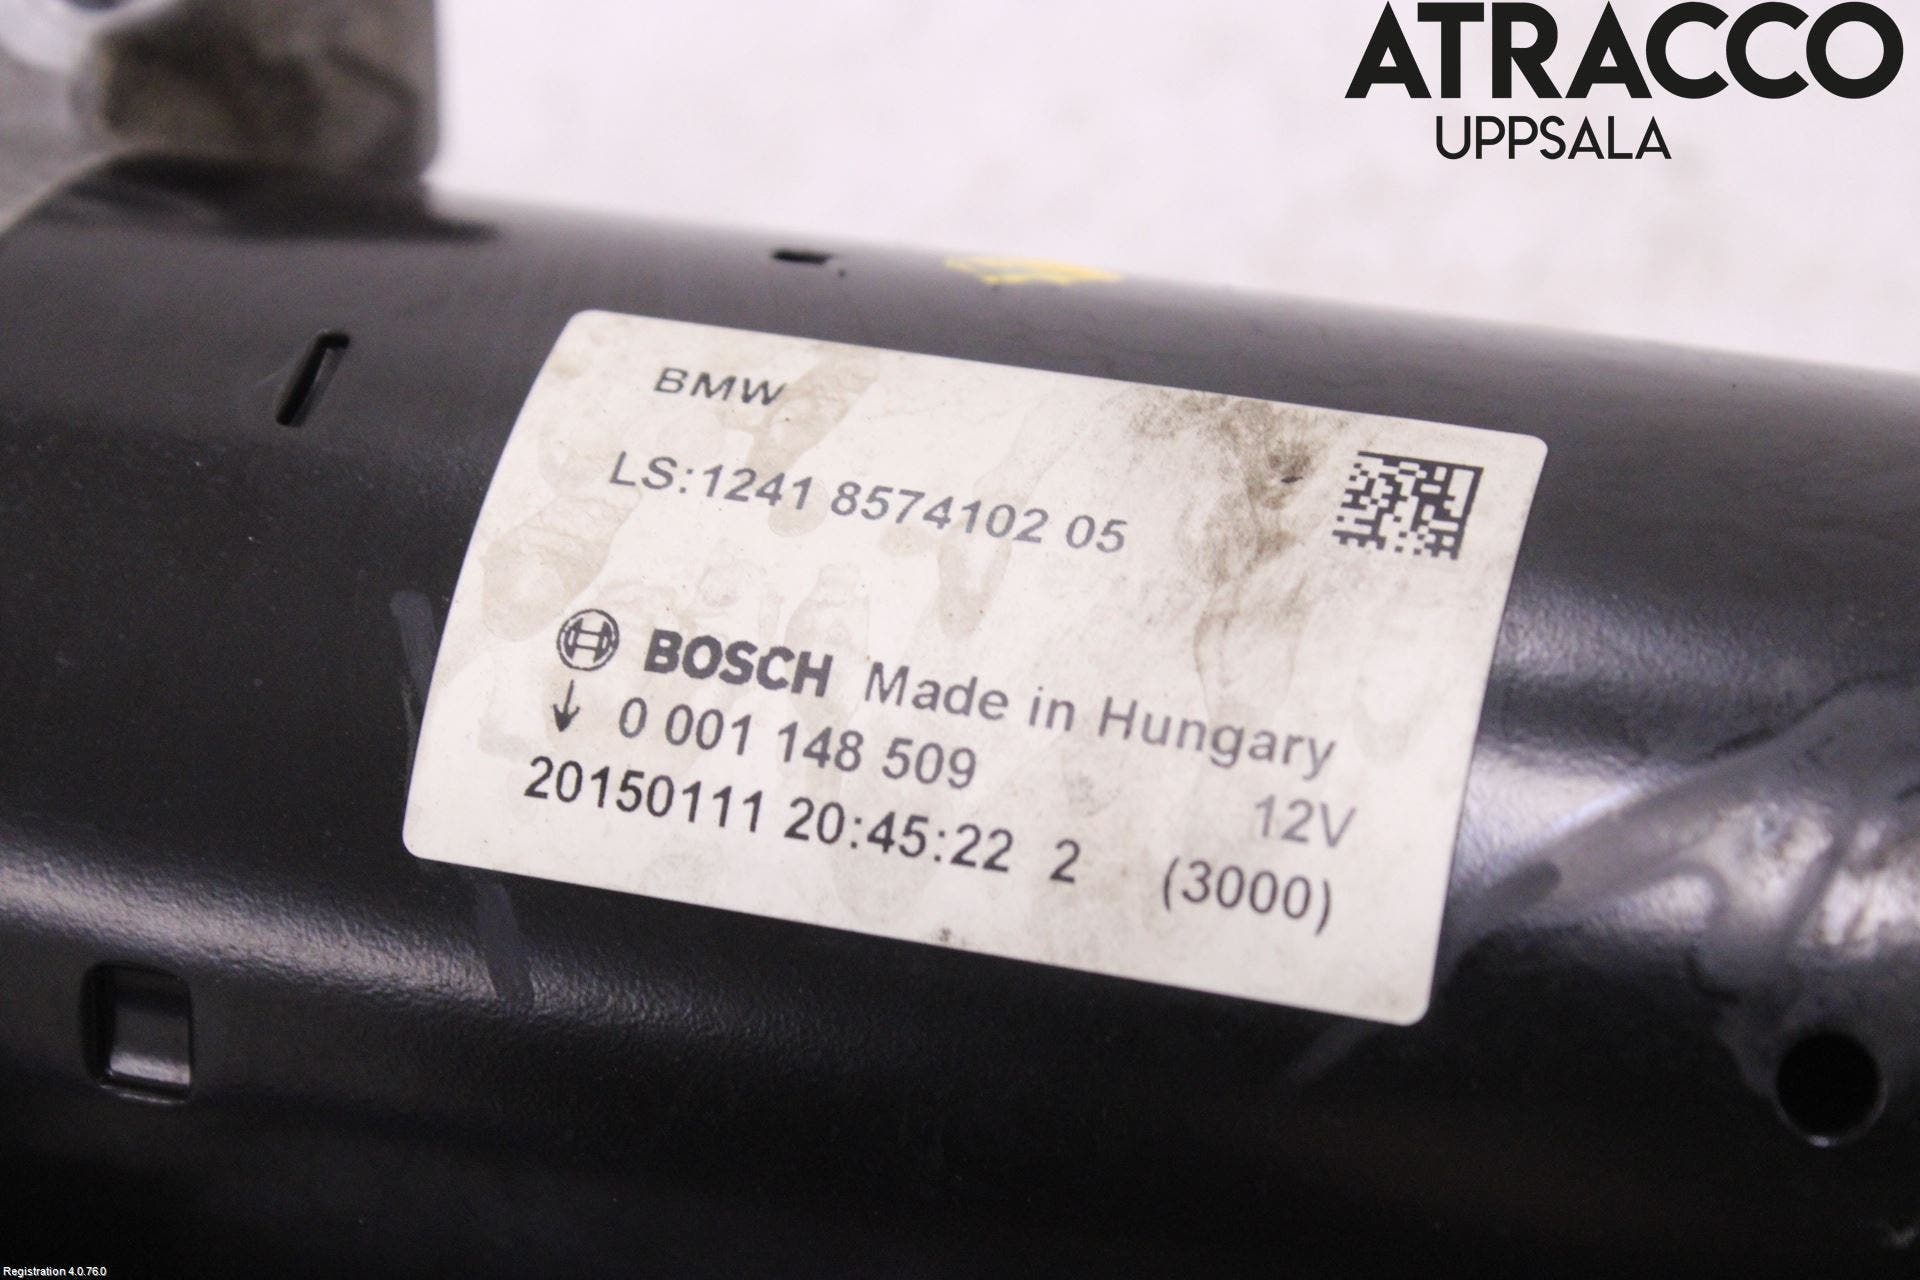 ATRACCO
UPPSALA
BMW
LS:1241 8574102 05
BOSCH Made in Hungary
0 001 148 509
12V
20150111 20:45:22 2 (3000)
Registration 4.0.76.0